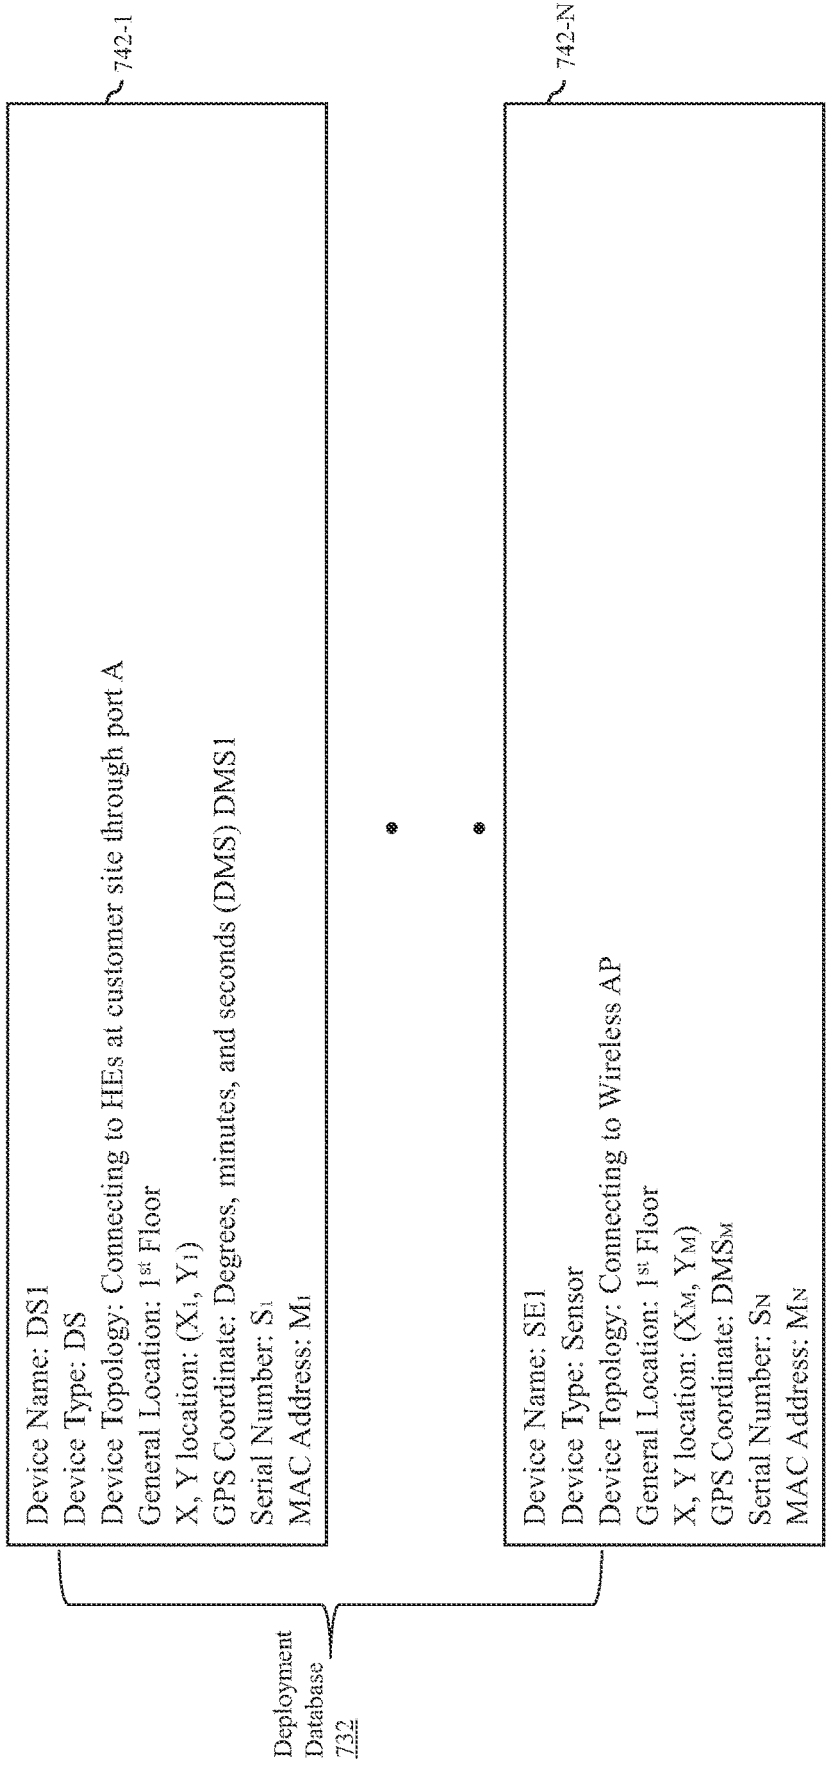 Deployment
Database
732
742-1
Device Name: DS1
Device Type: DS
Device Topology: Connecting to HEs at customer site through port A
General Location: 1st Floor
X, Y location: (X1, Y1)
GPS Coordinate: Degrees, minutes, and seconds (DMS) DMS1
Serial Number: S1
MAC Address: M1
742-N
Device Name: SE1
Device Type: Sensor
Device Topology: Connecting to Wireless AP
General Location: 1st Floor
X, Y location: (XM, YM)
GPS Coordinate: DMSM
Serial Number: SN
MAC Address: MN